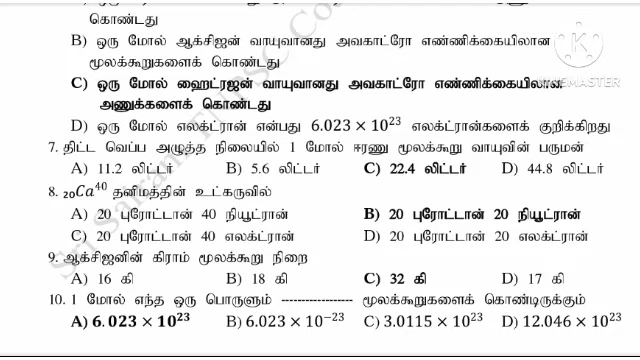 கொண்டது
B) ஒரு மோல் ஆக்சிஜன் வாயுவானது அவகாட்ரோ எண்ணிக்கையிலான
மூலக்கூறுகளைக் கொண்டது
C) ஒரு மோல் ஹைட்ரஜன் வாயுவானது அவகாட்ரோ எண்ணிக்கையிலான
அணுக்களைக் கொண்டது
D) ஒரு மோல் எலக்ட்ரான் என்பது 6.023 × 10²³ எலக்ட்ரான்களைக் குறிக்கிறது
7. திட்ட வெப்ப அழுத்த நிலையில் 1 மோல் ஈரணு மூலக்கூறு வாயுவின் பருமன்
A) 11.2 லிட்டர் B) 5.6 லிட்டர் C) 22.4 லிட்டர் D) 44.8 லிட்டர்
8. ₂₀Ca⁴⁰ தனிமத்தின் உட்கருவில்
A) 20 புரோட்டான் 40 நியூட்ரான் B) 20 புரோட்டான் 20 நியூட்ரான்
C) 20 புரோட்டான் 40 எலக்ட்ரான் D) 20 புரோட்டான் 20 எலக்ட்ரான்
9. ஆக்சிஜனின் கிராம் மூலக்கூறு நிறை
A) 16 கி B) 18 கி C) 32 கி D) 17 கி
10. 1 மோல் எந்த ஒரு பொருளும் ----------------- மூலக்கூறுகளைக் கொண்டிருக்கும்
A) 6.023 × 10²³ B) 6.023 × 10⁻²³ C) 3.0115 × 10²³ D) 12.046 × 10²³